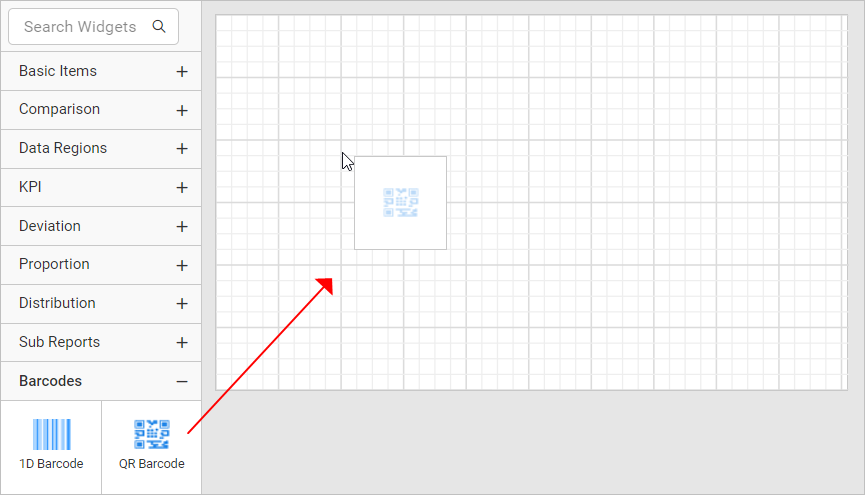 Search Widgets
Basic Items
Comparison
Data Regions
KPI
Deviation
Proportion
Distribution
Sub Reports
Barcodes
1D Barcode
QR Barcode